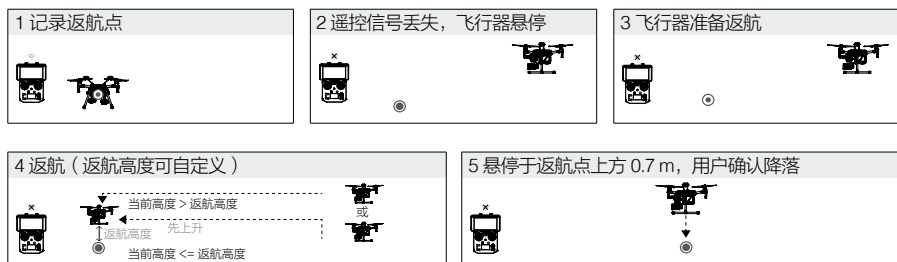 1 记录返航点
2 遥控信号丢失，飞行器悬停
3 飞行器准备返航
4 返航（返航高度可自定义）
当前高度 > 返航高度
或
先上升
返航高度
当前高度 <= 返航高度
5 悬停于返航点上方 0.7 m，用户确认降落